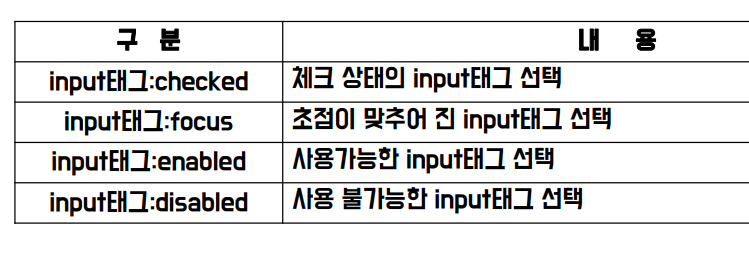 구 분 내 용
input태그:checked 체크 상태의 input태그 선택
input태그:focus 초점이 맞추어 진 input태그 선택
input태그:enabled 사용가능한 input태그 선택
input태그:disabled 사용 불가능한 input태그 선택